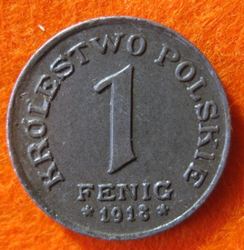 KRÓLESTWO POLSKIE
1
FENIG
* 1918 *